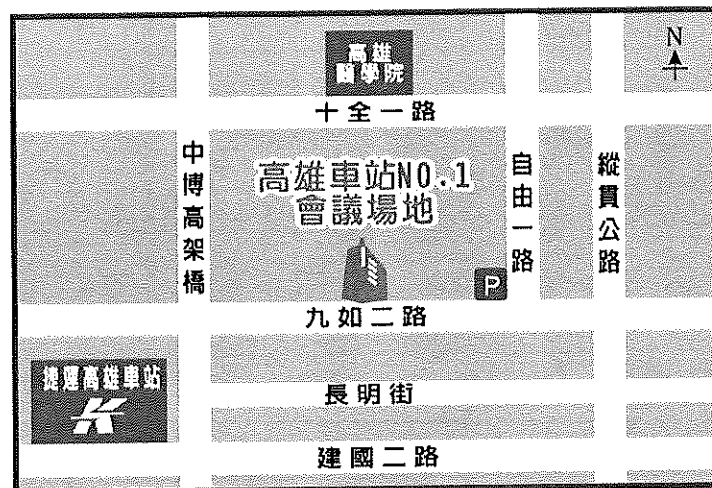 高雄
醫學院
N
十全一路
中博高架橋
高雄車站NO.1
會議場地
自由一路
縱貫公路
P
九如二路
捷運高雄車站
長明街
建國二路